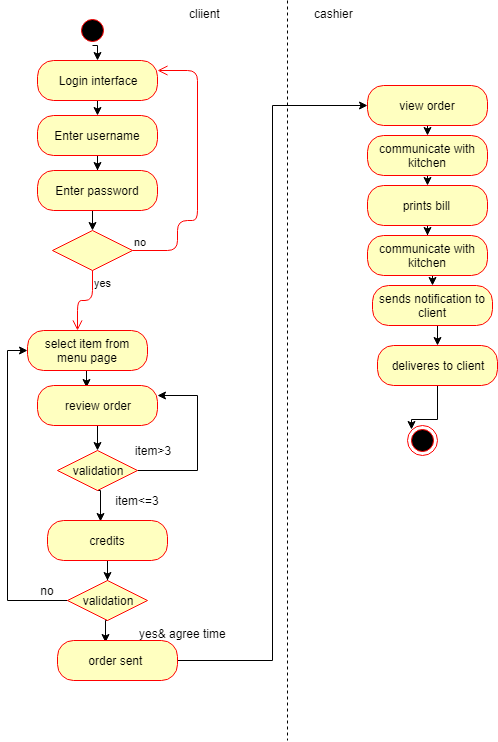 cliient
cashier
Login interface
Enter username
Enter password
no
yes
select item from
menu page
review order
item>3
validation
item<=3
credits
no
validation
yes& agree time
order sent
view order
communicate with
kitchen
prints bill
communicate with
kitchen
sends notification to
client
deliveres to client